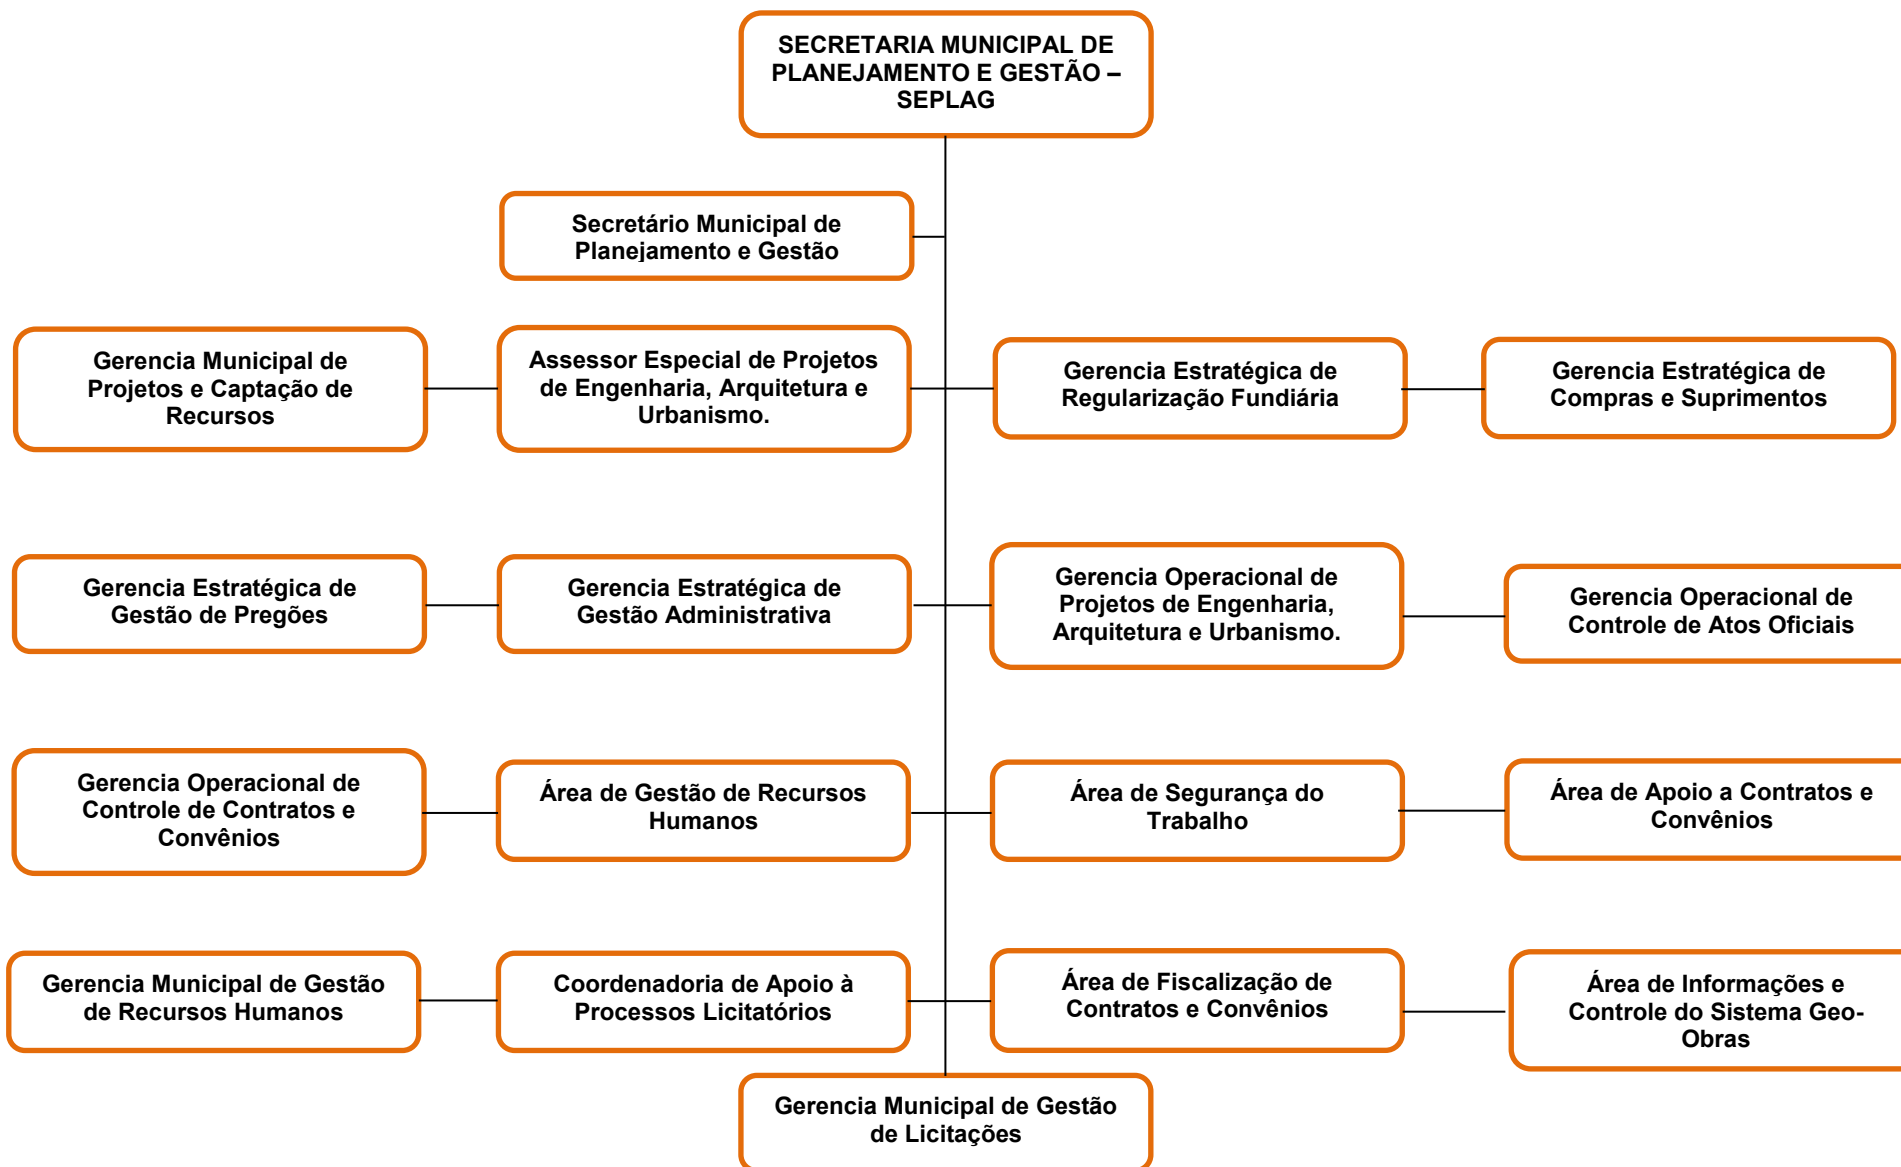 SECRETARIA MUNICIPAL DE
PLANEJAMENTO E GESTÃO –
SEPLAG
Secretário Municipal de
Planejamento e Gestão
Gerencia Municipal de
Projetos e Captação de
Recursos
Assessor Especial de Projetos
de Engenharia, Arquitetura e
Urbanismo.
Gerencia Estratégica de
Regularização Fundiária
Gerencia Estratégica de
Compras e Suprimentos
Gerencia Estratégica de
Gestão de Pregões
Gerencia Estratégica de
Gestão Administrativa
Gerencia Operacional de
Projetos de Engenharia,
Arquitetura e Urbanismo.
Gerencia Operacional de
Controle de Atos Oficiais
Gerencia Operacional de
Controle de Contratos e
Convênios
Área de Gestão de Recursos
Humanos
Área de Segurança do
Trabalho
Área de Apoio a Contratos e
Convênios
Gerencia Municipal de Gestão
de Recursos Humanos
Coordenadoria de Apoio à
Processos Licitatórios
Área de Fiscalização de
Contratos e Convênios
Área de Informações e
Controle do Sistema Geo-
Obras
Gerencia Municipal de Gestão
de Licitações